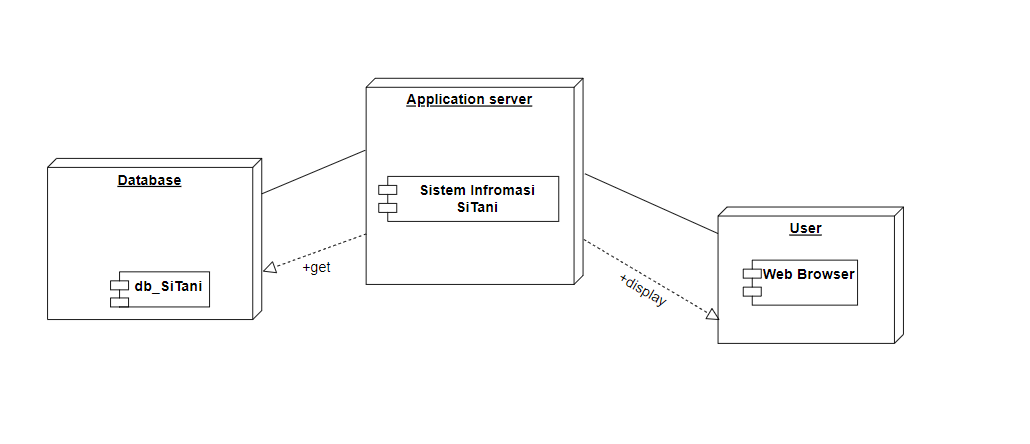 Application server
Sistem Infromasi
SiTani
Database
db_SiTani
+get
User
Web Browser
+display